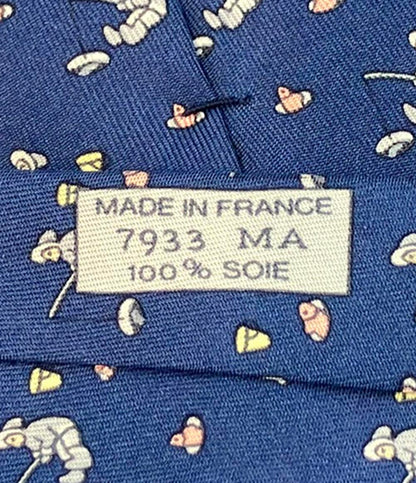 MADE IN FRANCE
7933 MA
100% SOIE